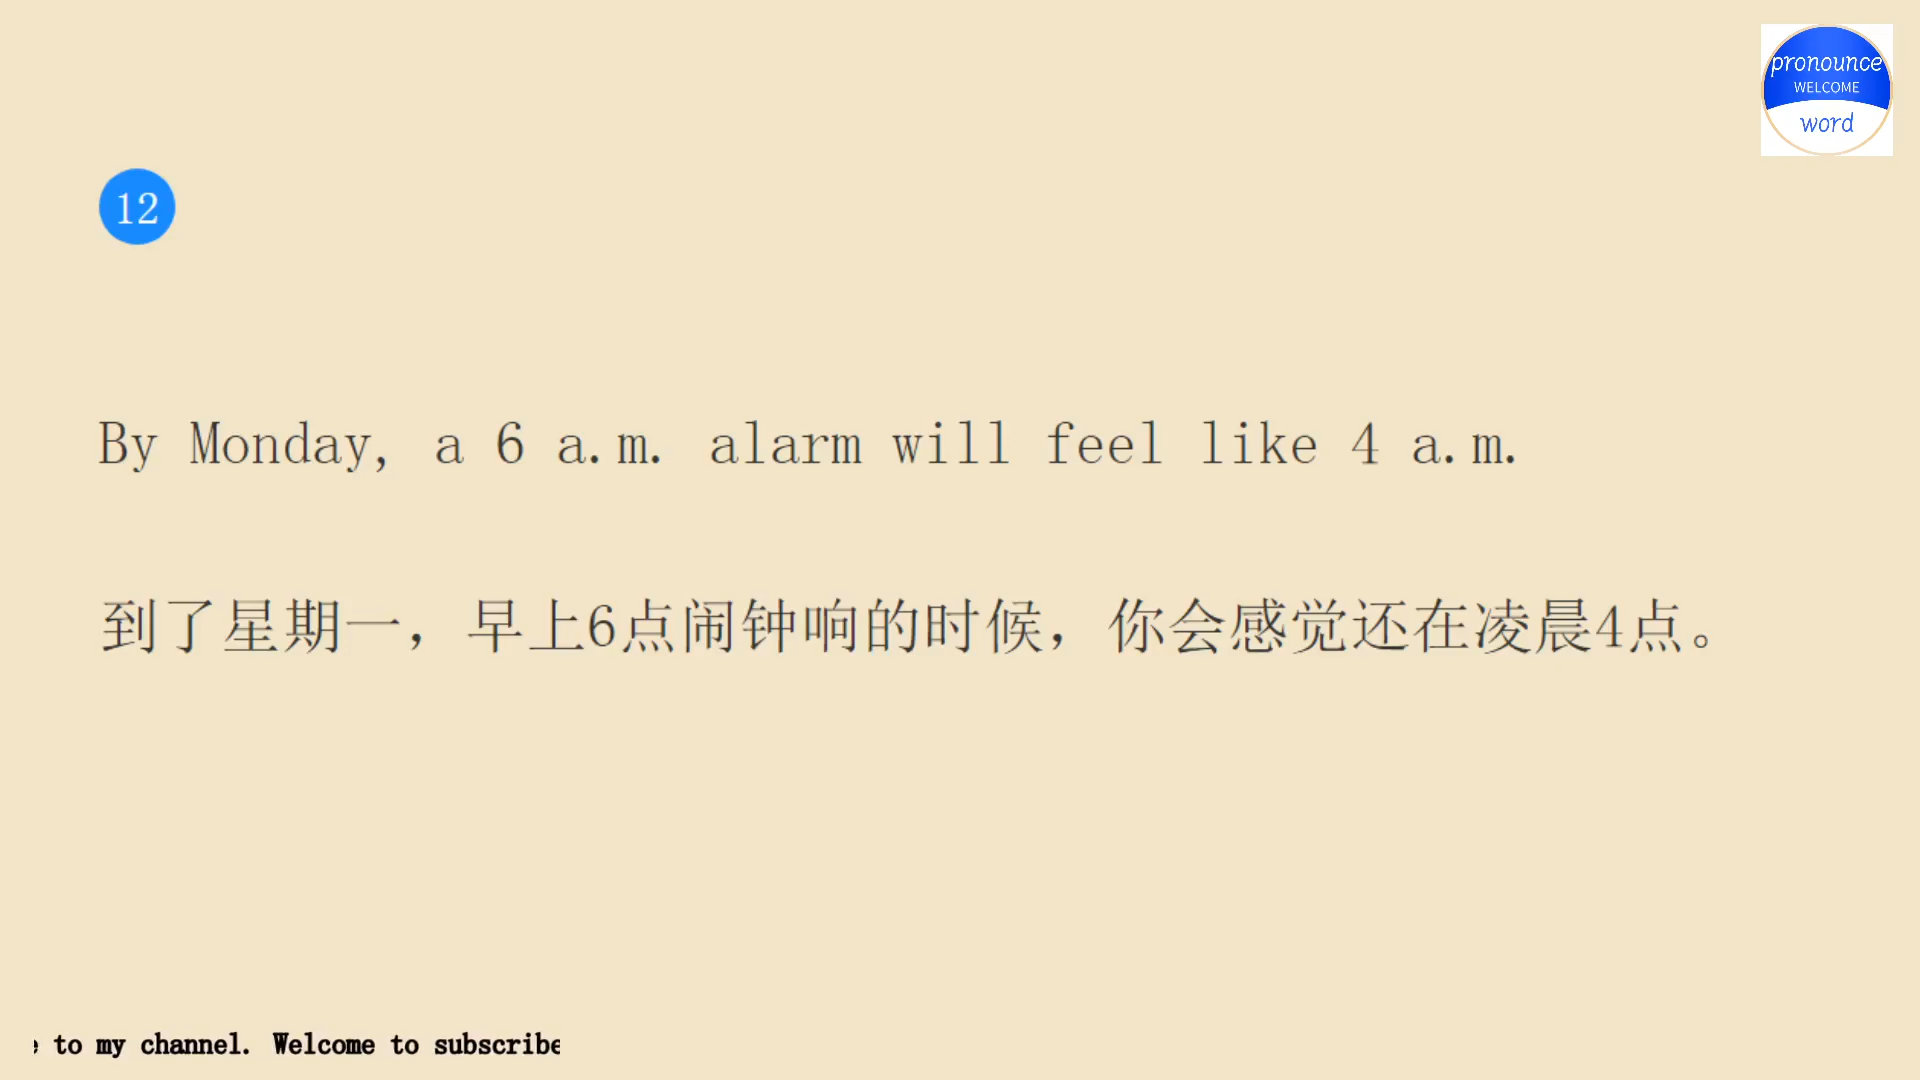 pronounce
WELCOME
word
12
By Monday, a 6 a.m. alarm will feel like 4 a.m.
到了星期一，早上6点闹钟响的时候，你会感觉还在凌晨4点。
to my channel. Welcome to subscribe